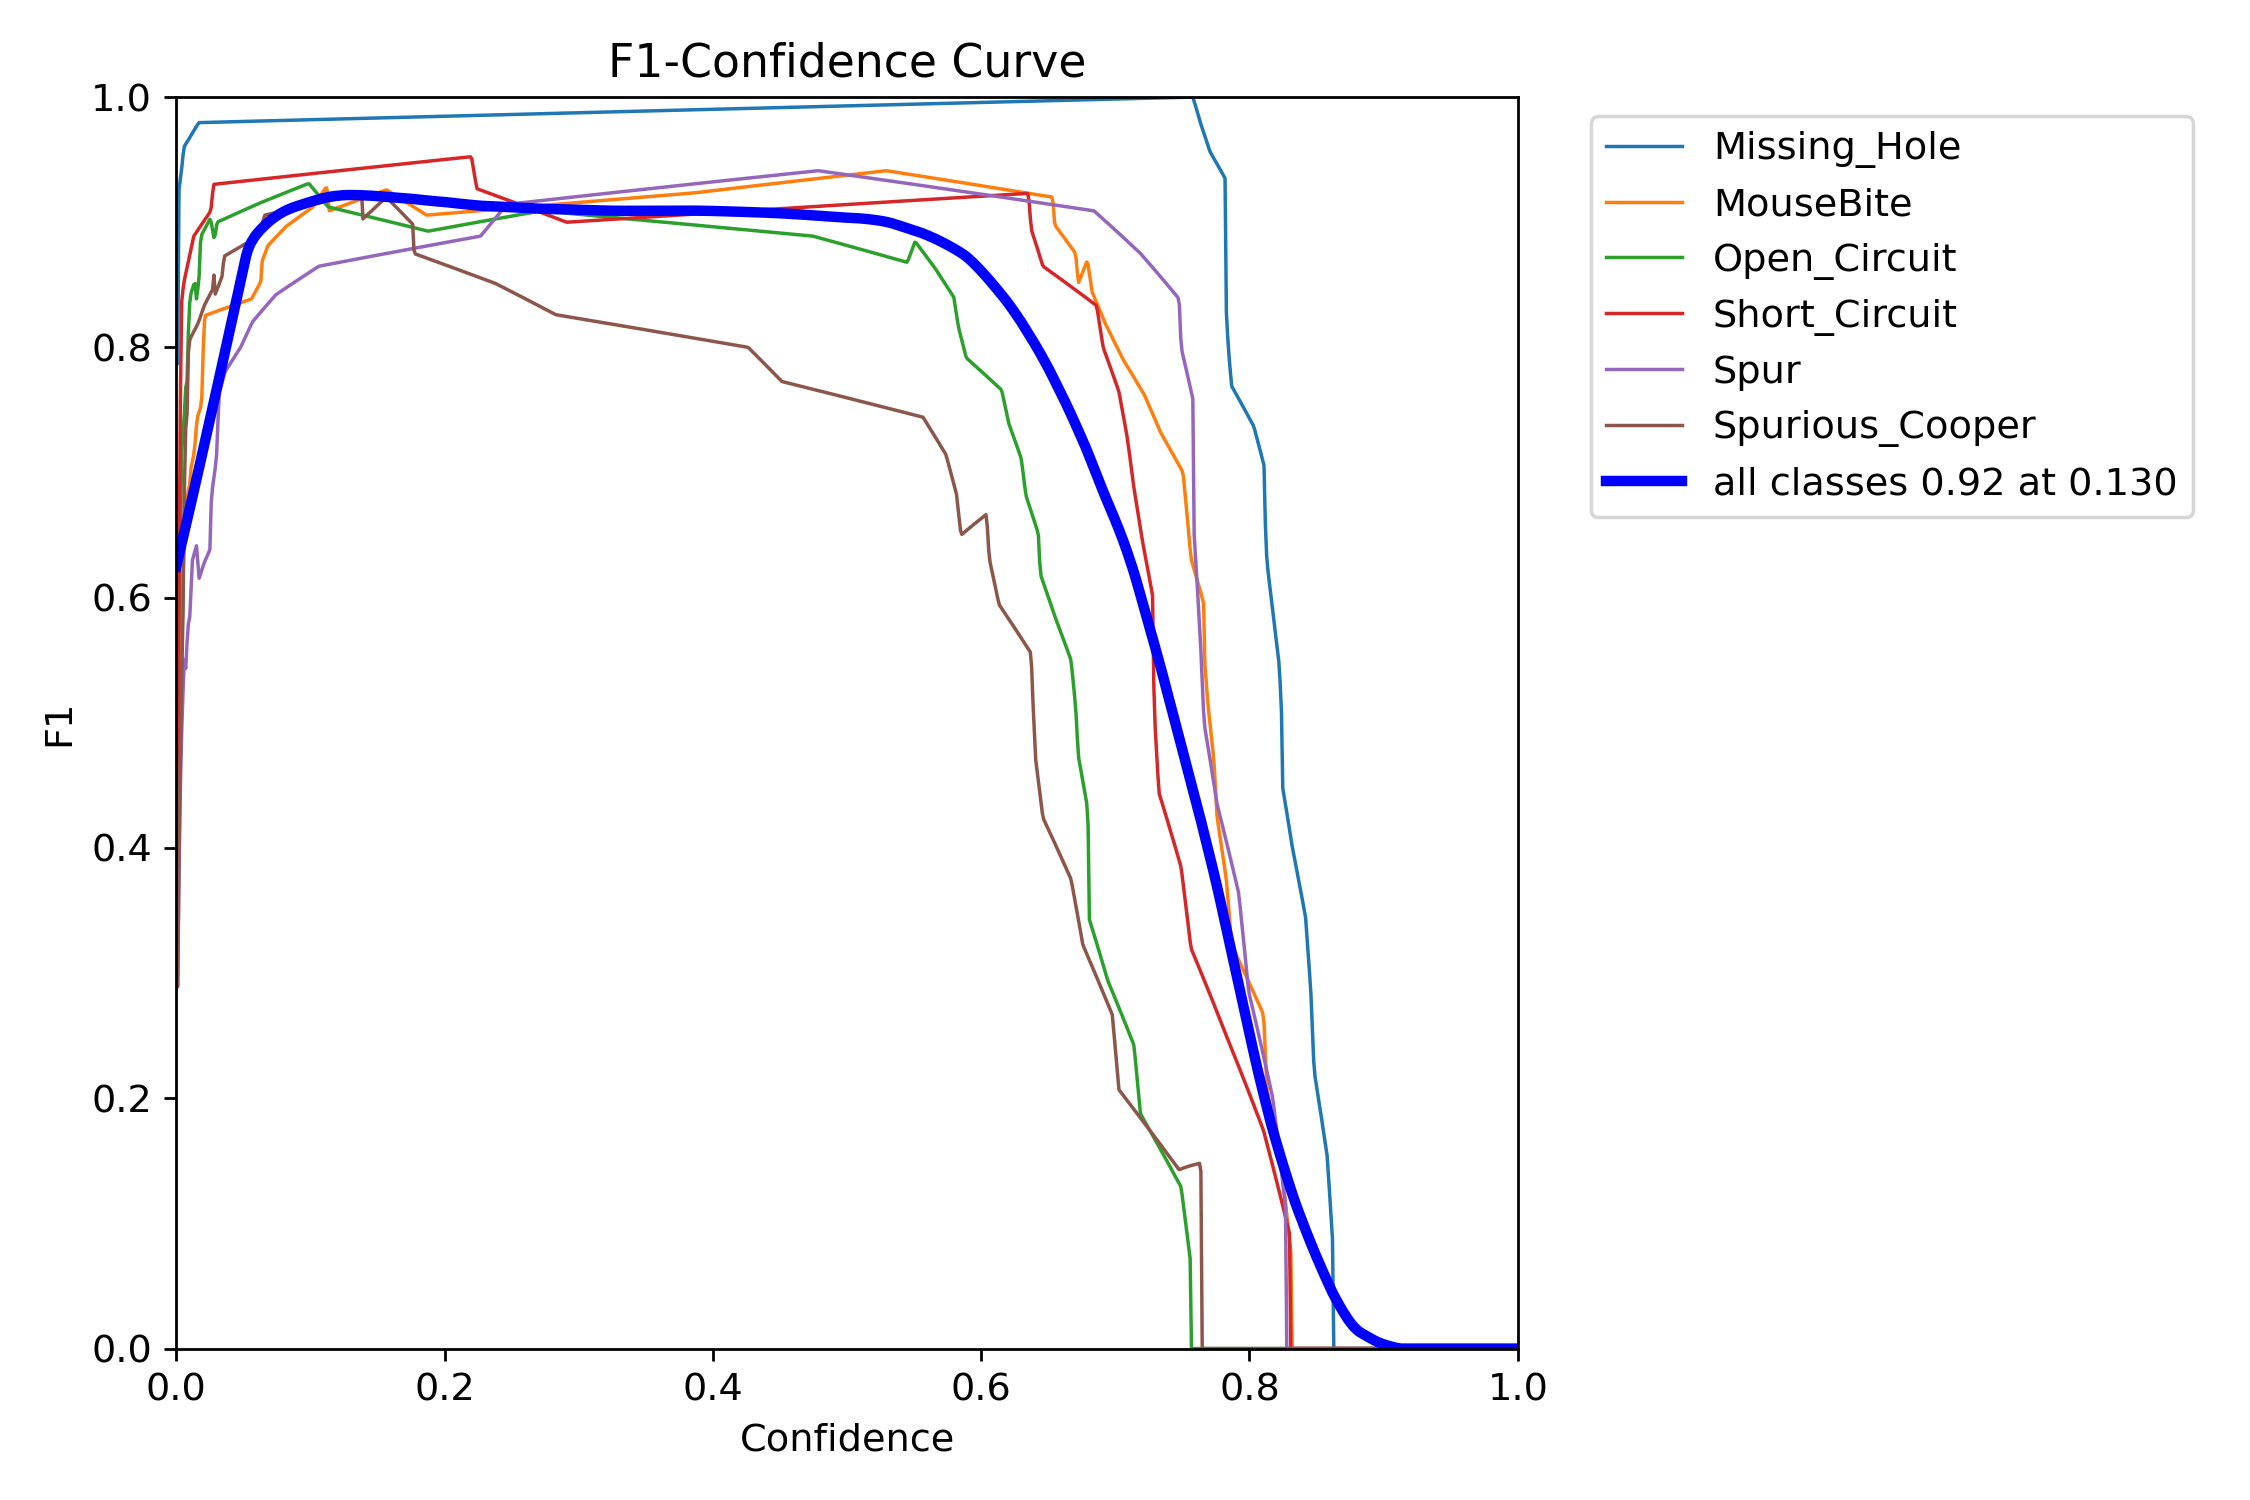 F1-Confidence Curve
1.0
0.8
0.6
0.4
0.2
0.0
F1
0.0 0.2 0.4 0.6 0.8 1.0
Confidence
Missing_Hole
MouseBite
Open_Circuit
Short_Circuit
Spur
Spurious_Cooper
all classes 0.92 at 0.130